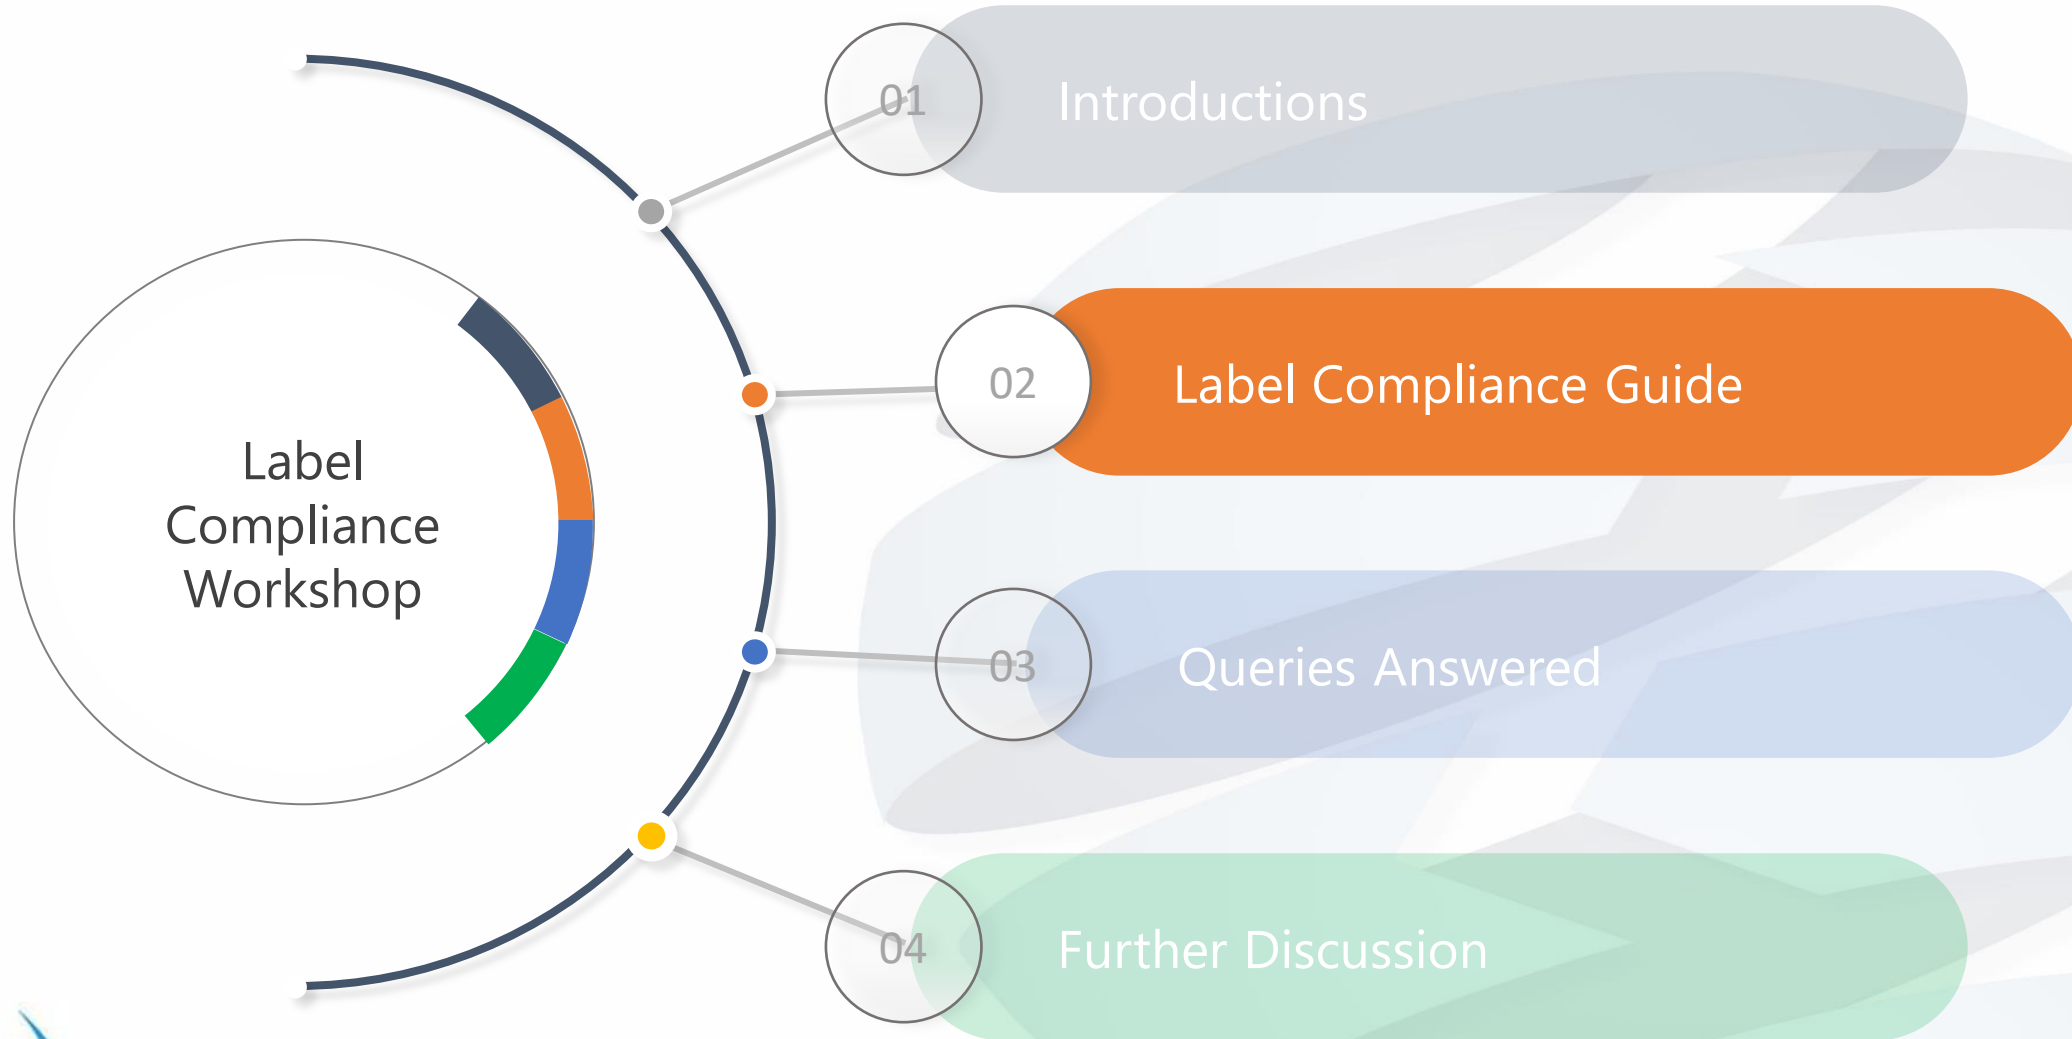 Label
Compliance
Workshop
01
Introductions
02
Label Compliance Guide
03
Queries Answered
04
Further Discussion